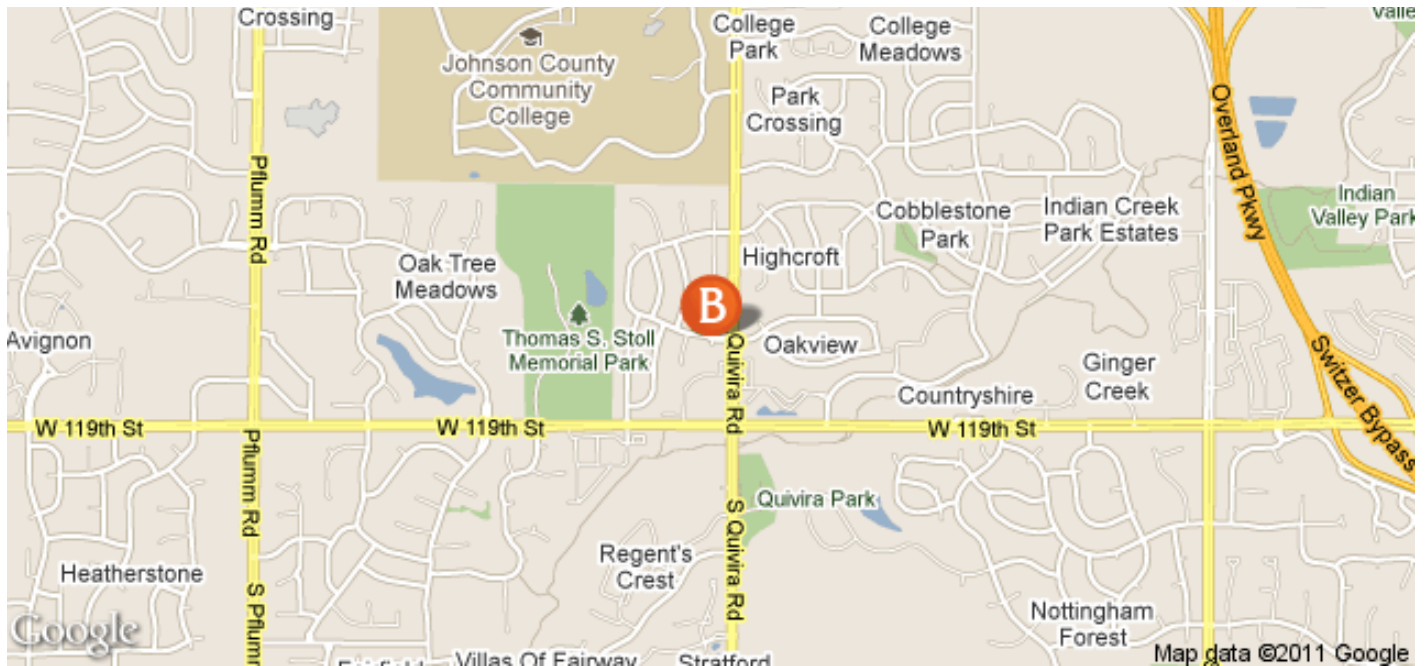 Crossing
College
Park
College
Meadows
Valle
Johnson County
Community
College
Park
Crossing
Overland Pkwy
Pflumm Rd
Cobblestone
Park
Indian Creek
Park Estates
Indian
Valley Park
Oak Tree
Meadows
Highcroft
B
Thomas S. Stoll
Memorial Park
Avignon
Quivira Rd
Oakview
Ginger
Creek
Countryshire
Switzer Bypass
W 119th St
W 119th St
W 119th St
Pflumm Rd
Quivira Park
S Quivira Rd
Regent's
Crest
Heatherstone
S Pflumm
Nottingham
Forest
Google
Villas Of Fairway
Stratford
Map data ©2011 Google